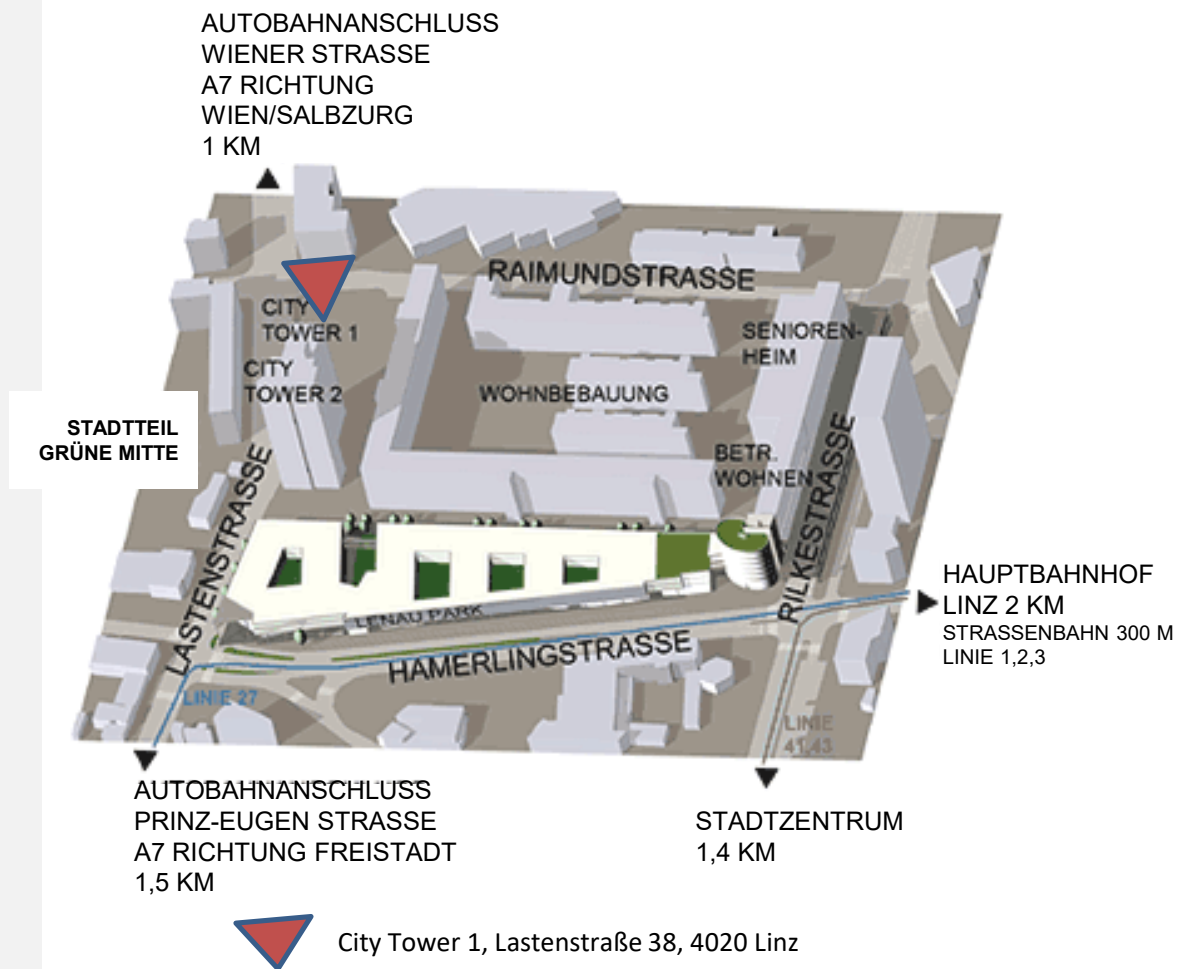 AUTOBAHNANSCHLUSS
WIENER STRASSE
A7 RICHTUNG
WIEN/SALBZURG
1 KM
RAIMUNDSTRASSE
CITY
TOWER 1
CITY
TOWER 2
SENIOREN-
HEIM
WOHNBEBAUUNG
STADTTEIL
GRÜNE MITTE
BETR.
WOHNEN
LASTENSTRASSE
RILKESTRASSE
LENAU PARK
HAMERLINGSTRASSE
HAUPTBAHNHOF
LINZ 2 KM
STRASSENBAHN 300 M
LINIE 1,2,3
LINIE 27
LINIE
41,43
AUTOBAHNANSCHLUSS
PRINZ-EUGEN STRASSE
A7 RICHTUNG FREISTADT
1,5 KM
STADTZENTRUM
1,4 KM
City Tower 1, Lastenstraße 38, 4020 Linz